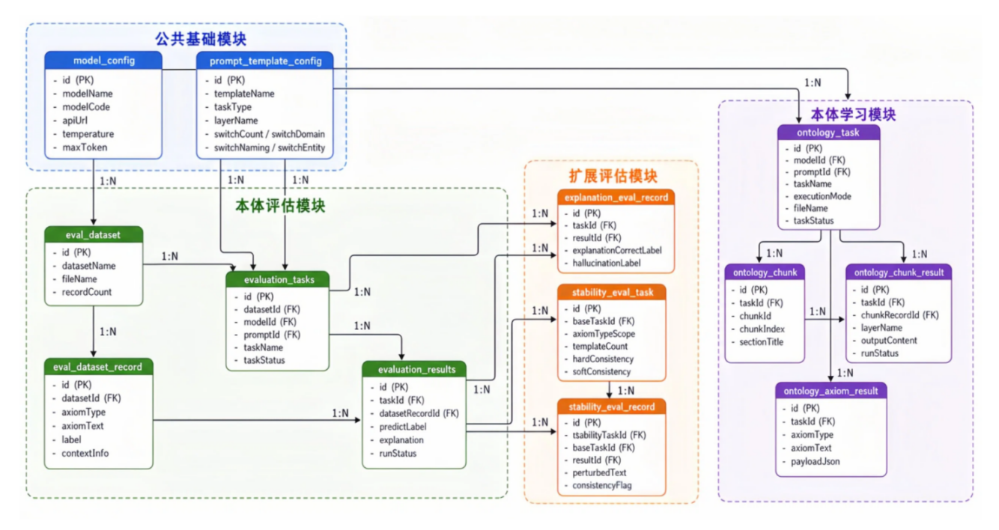 公共基础模块
model_config
- id (PK)
- modelName
- modelCode
- apiUrl
- temperature
- maxToken
prompt_template_config
- id (PK)
- templateName
- taskType
- layerName
- switchCount / switchDomain
- switchNaming / switchEntity
1:N
1:N
1:N
1:N
本体评估模块
eval_dataset
- id (PK)
- datasetName
- fileName
- recordCount
1:N
1:N
eval_dataset_record
- id (PK)
- datasetId (FK)
- axiomType
- axiomText
- label
- contextInfo
1:N
evaluation_tasks
- id (PK)
- datasetId (FK)
- modelId (FK)
- promptId (FK)
- taskName
- taskStatus
1:N
1:N
evaluation_results
- id (PK)
- taskId (FK)
- datasetRecordId (FK)
- predictLabel
- explanation
- runStatus
1:N
扩展评估模块
1:N
1:N
explanation_eval_record
- id (PK)
- taskId (FK)
- resultId (FK)
- explanationCorrectLabel
- hallucinationLabel
1:N
stability_eval_task
- id (PK)
- baseTaskId (FK)
- axiomTypeScope
- templateCount
- hardConsistency
- softConsistency
1:N
1:N
stability_eval_record
- id (PK)
- tsabilityTaskId (FK)
- baseTaskId (FK)
- resultId (FK)
- perturbedText
- consistencyFlag
本体学习模块
ontology_task
- id (PK)
- modelId (FK)
- promptId (FK)
- taskName
- executionMode
- fileName
- taskStatus
1:N
1:N
ontology_chunk
- id (PK)
- taskId (FK)
- chunkId
- chunkIndex
- sectionTitle
1:N
ontology_chunk_result
- id (PK)
- taskId (FK)
- chunkRecordId (FK)
- layerName
- outputContent
- runStatus
1:N
ontology_axiom_result
- id (PK)
- taskId (FK)
- axiomType
- axiomText
- payloadJson